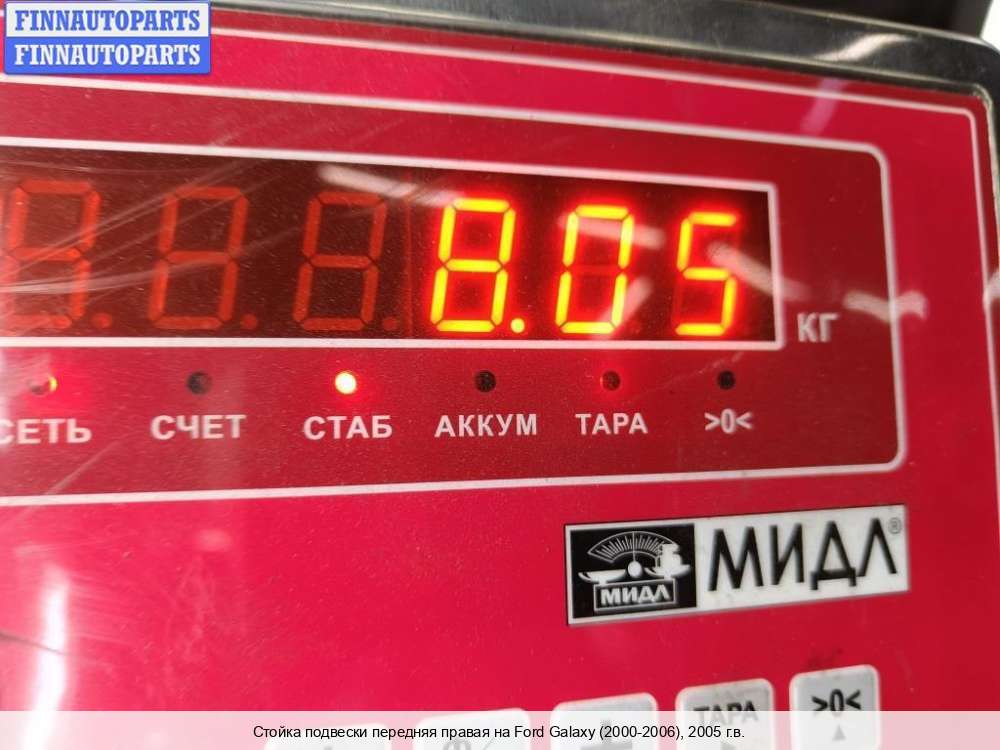 FINNAUTOPARTS
FINNAUTOPARTS
8.05
КГ
СЕТЬ СЧЕТ СТАБ АККУМ ТАРА >0<
МИДЛ МИДЛ®
ТАРА >0<
Стойка подвески передняя правая на Ford Galaxy (2000-2006), 2005 г.в.